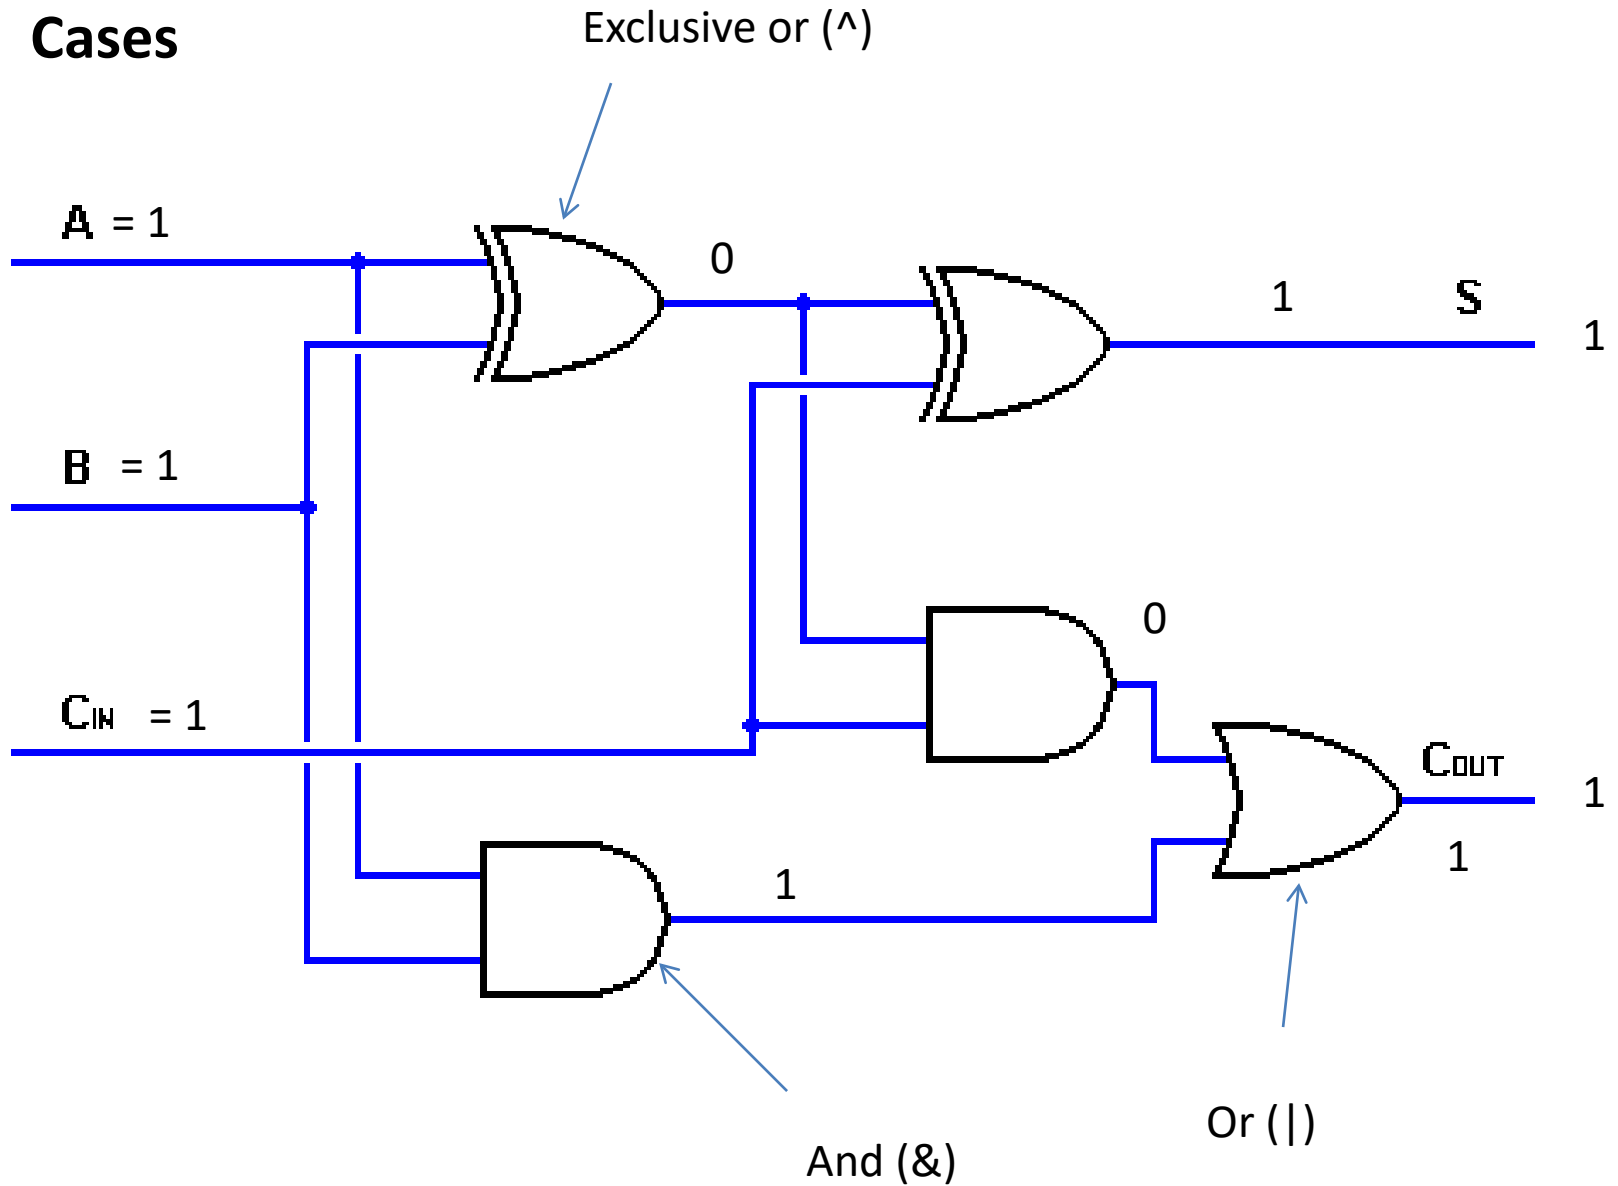 Cases
Exclusive or (^)
A = 1
0
1
S
1
B = 1
0
CIN = 1
COUT
1
1
1
Or (|)
And (&)